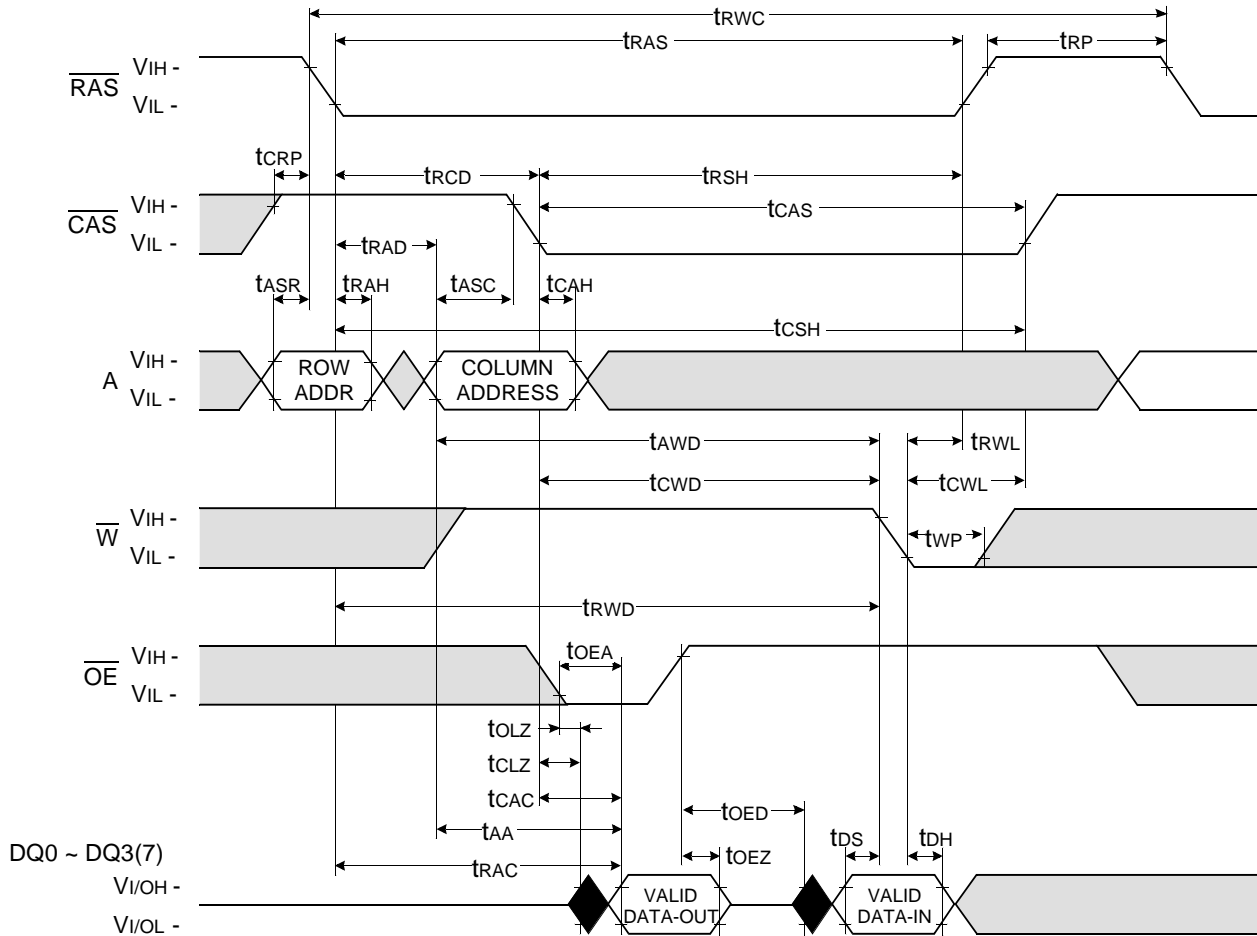 tRWC
tRAS
tRP
RAS
VIH -
VIL -
tCRP
tRCD
tRSH
CAS
VIH -
VIL -
tCAS
tRAD
tASR
tRAH
tASC
tCAH
tCSH
A
VIH -
VIL -
ROW
ADDR
COLUMN
ADDRESS
tAWD
tRWL
tCWD
tCWL
W
VIH -
VIL -
tWP
tRWD
OE
VIH -
VIL -
tOEA
tOLZ
tCLZ
tCAC
tOED
tAA
tOEZ
tDS
tDH
DQ0 ~ DQ3(7)
tRAC
VI/OH -
VI/OL -
VALID
DATA-OUT
VALID
DATA-IN